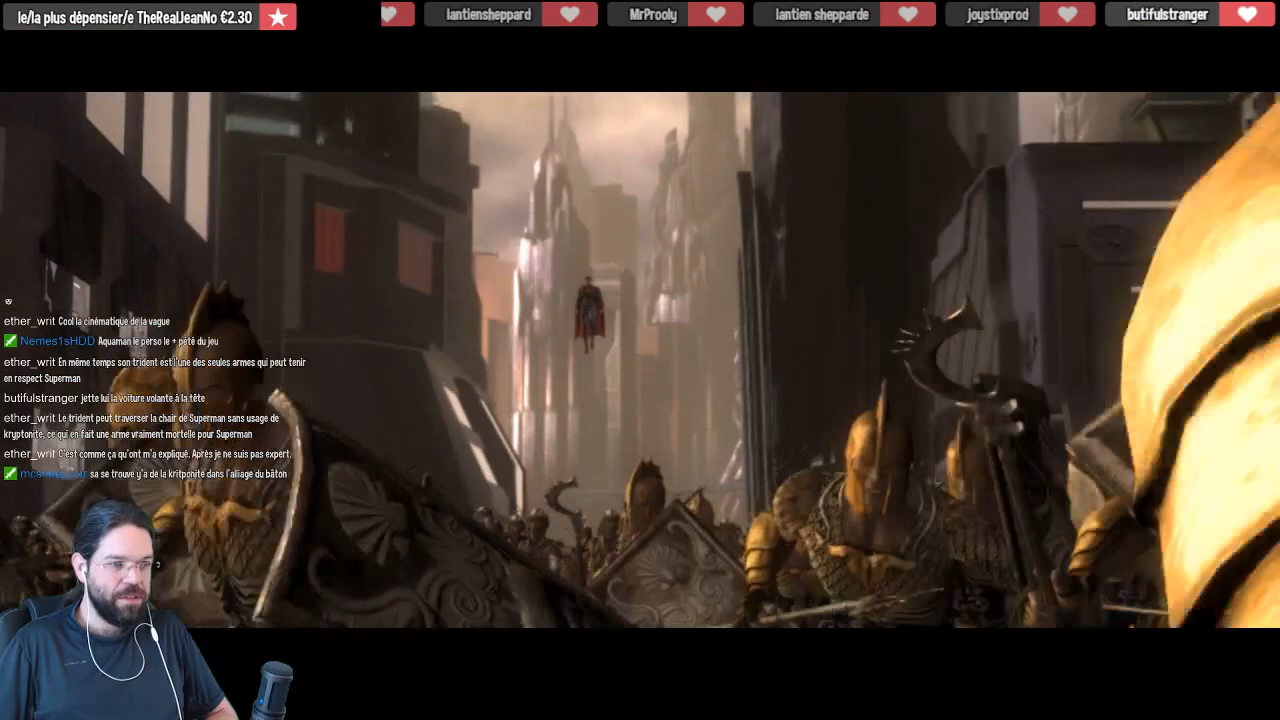 le/la plus dépensier/e TheRealJeanNo €2.30
lantiensheppard
MrProoly
lantien shepparde
joystixprod
butifulstranger
ether_writ Cool la cinématique de la vague
Nemes1sHDD Aquaman le perso le + pété du jeu
ether_writ En même temps son trident est l'une des seules armes qui peut tenir
en respect Superman
butifulstranger jette lui la voiture volante à la tête
ether_writ Le trident peut traverser la chair de Superman sans usage de
kryptonite, ce qui en fait une arme vraiment mortelle pour Superman
ether_writ C'est comme ça qu'ont m'a expliqué. Après je ne suis pas expert.
sa se trouve y'a de la kritponite dans l'aliage du bâton